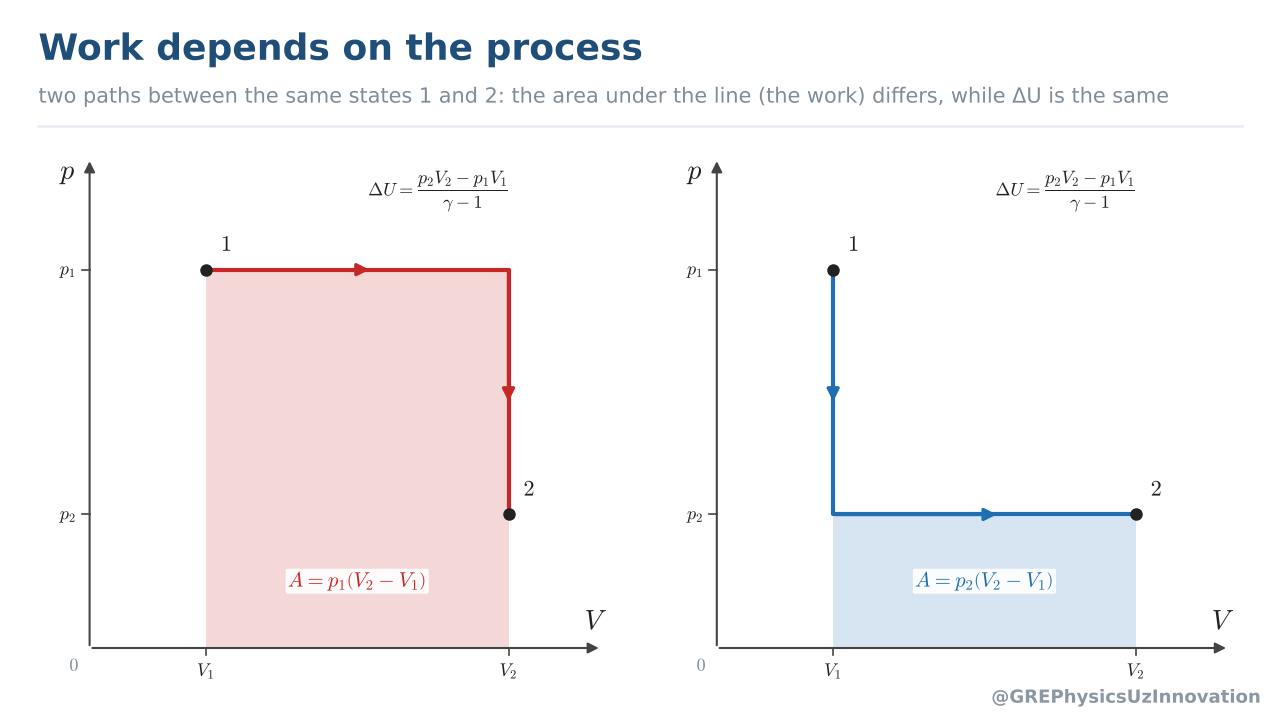 Work depends on the process
two paths between the same states 1 and 2: the area under the line (the work) differs, while ΔU is the same
p
ΔU = (p₂V₂ − p₁V₁)/(γ − 1)
1
p₁
2
p₂
A = p₁(V₂ − V₁)
V
0
V₁
V₂
p
ΔU = (p₂V₂ − p₁V₁)/(γ − 1)
1
p₁
2
p₂
A = p₂(V₂ − V₁)
V
0
V₁
V₂
@GREPhysicsUzInnovation